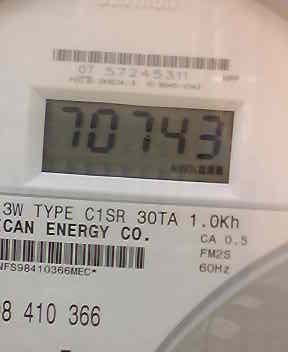 07 57245311
70743
3W TYPE C1SR 30TA 1.0Kh
CAN ENERGY CO.
CA 0.5
FM2S
NFS98410366MEC*
60Hz
8 410 366